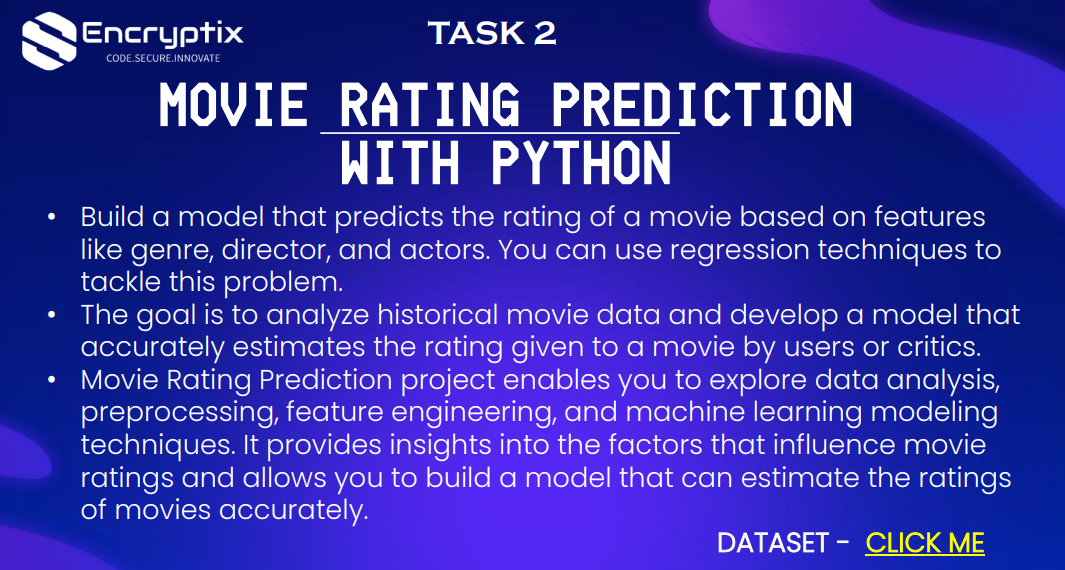 Encryptix
CODE.SECURE.INNOVATE
TASK 2
MOVIE RATING PREDICTION
WITH PYTHON
• Build a model that predicts the rating of a movie based on features
like genre, director, and actors. You can use regression techniques to
tackle this problem.
• The goal is to analyze historical movie data and develop a model that
accurately estimates the rating given to a movie by users or critics.
• Movie Rating Prediction project enables you to explore data analysis,
preprocessing, feature engineering, and machine learning modeling
techniques. It provides insights into the factors that influence movie
ratings and allows you to build a model that can estimate the ratings
of movies accurately.
DATASET - CLICK ME